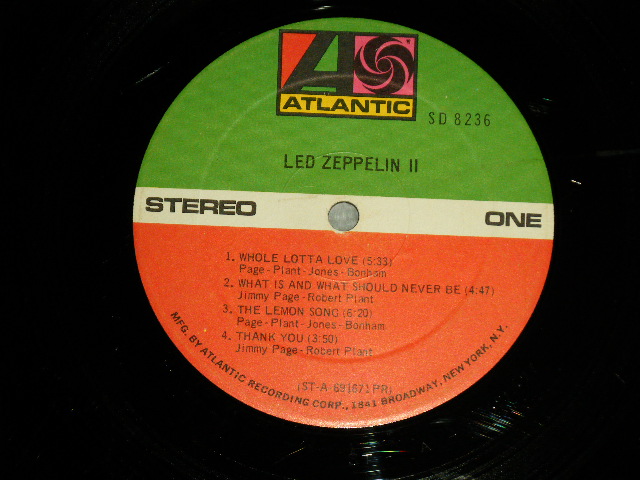 ATLANTIC
SD 8236
LED ZEPPELIN II
STEREO ONE
1. WHOLE LOTTA LOVE (5:33)
Page-Plant-Jones-Bonham
2. WHAT IS AND WHAT SHOULD NEVER BE (4:47)
Jimmy Page-Robert Plant
3. THE LEMON SONG (6:20)
Page-Plant-Jones-Bonham
4. THANK YOU (3:50)
Jimmy Page-Robert Plant
(ST-A 691671PR)
MFG. BY ATLANTIC RECORDING CORP., 1841 BROADWAY, NEW YORK, N.Y.